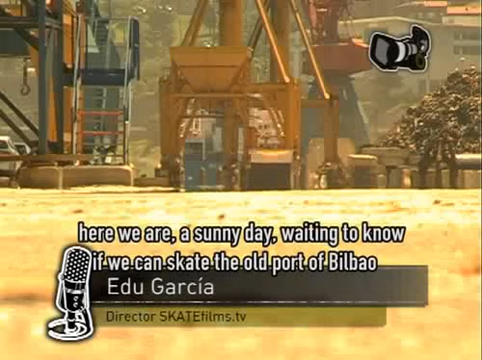 here we are, a sunny day, waiting to know
if we can skate the old port of Bilbao
Edu García
Director SKATEfilms.tv